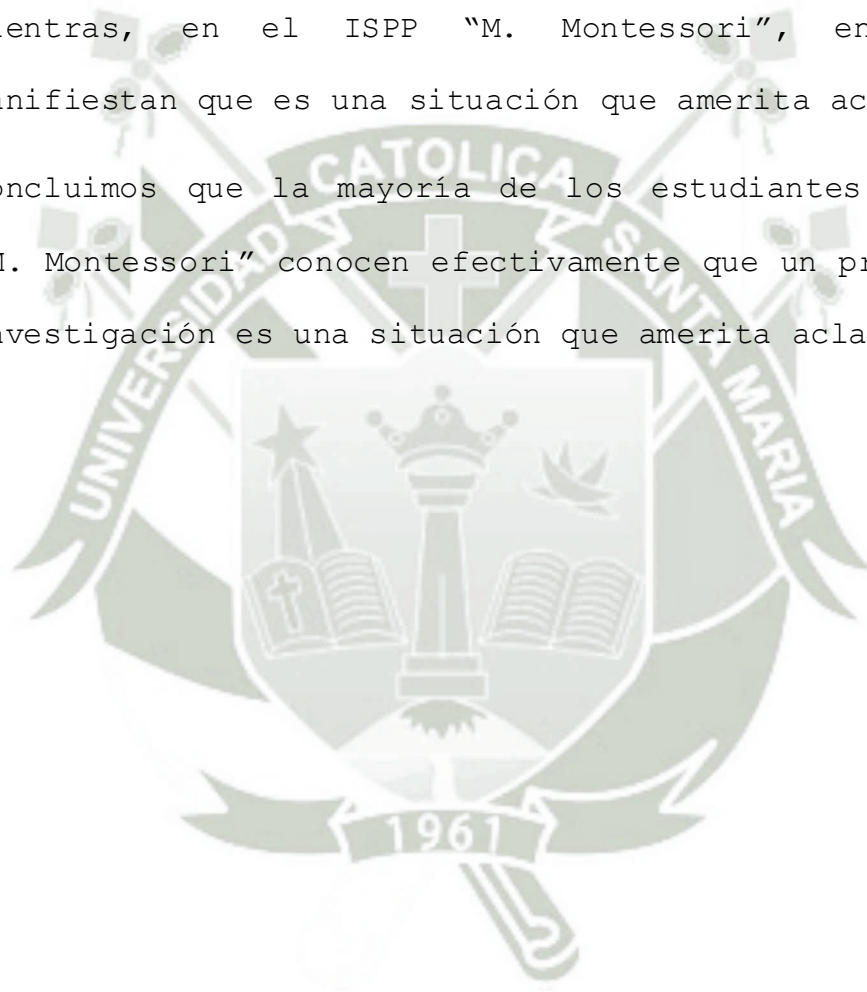 ientras, en el ISPP “M. Montessori”, en
anifiestan que es una situación que amerita ac
oncluimos que la mayoría de los estudiantes
M. Montessori” conocen efectivamente que un pr
nvestigación es una situación que amerita acla
UNIVERSIDAD CATOLICA SANTA MARIA
1961